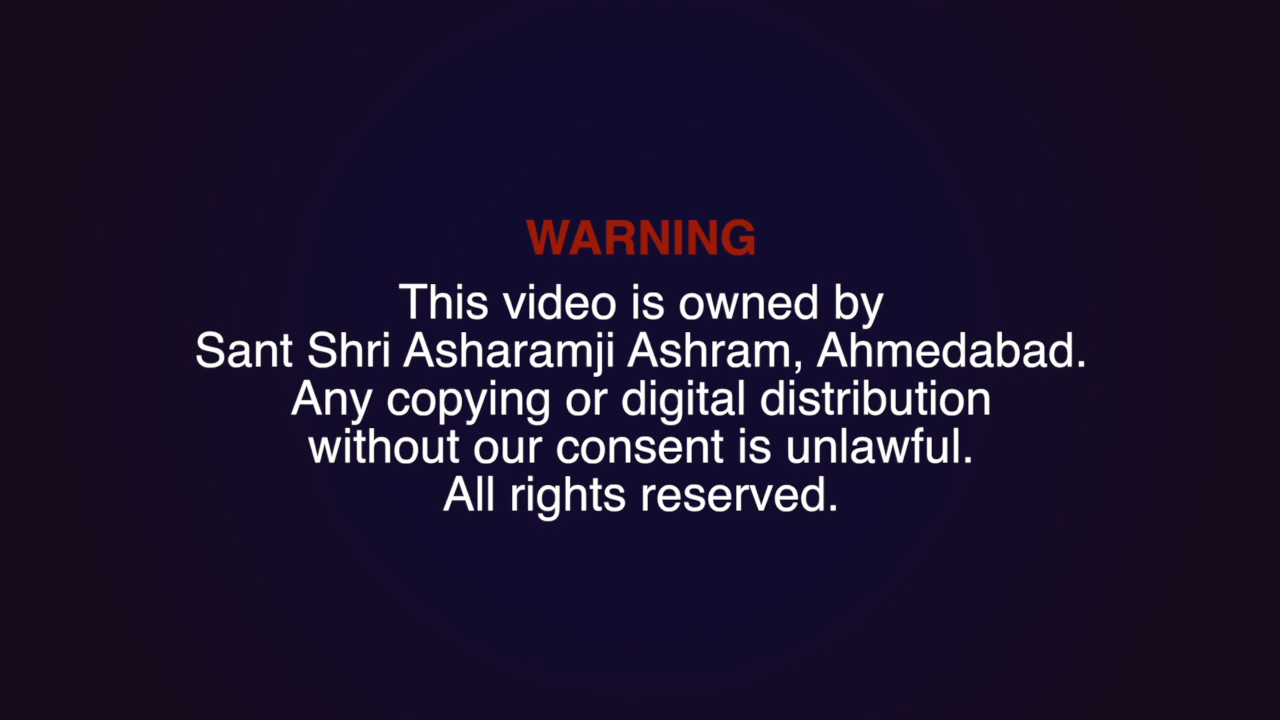 WARNING
This video is owned by
Sant Shri Asharamji Ashram, Ahmedabad.
Any copying or digital distribution
without our consent is unlawful.
All rights reserved.